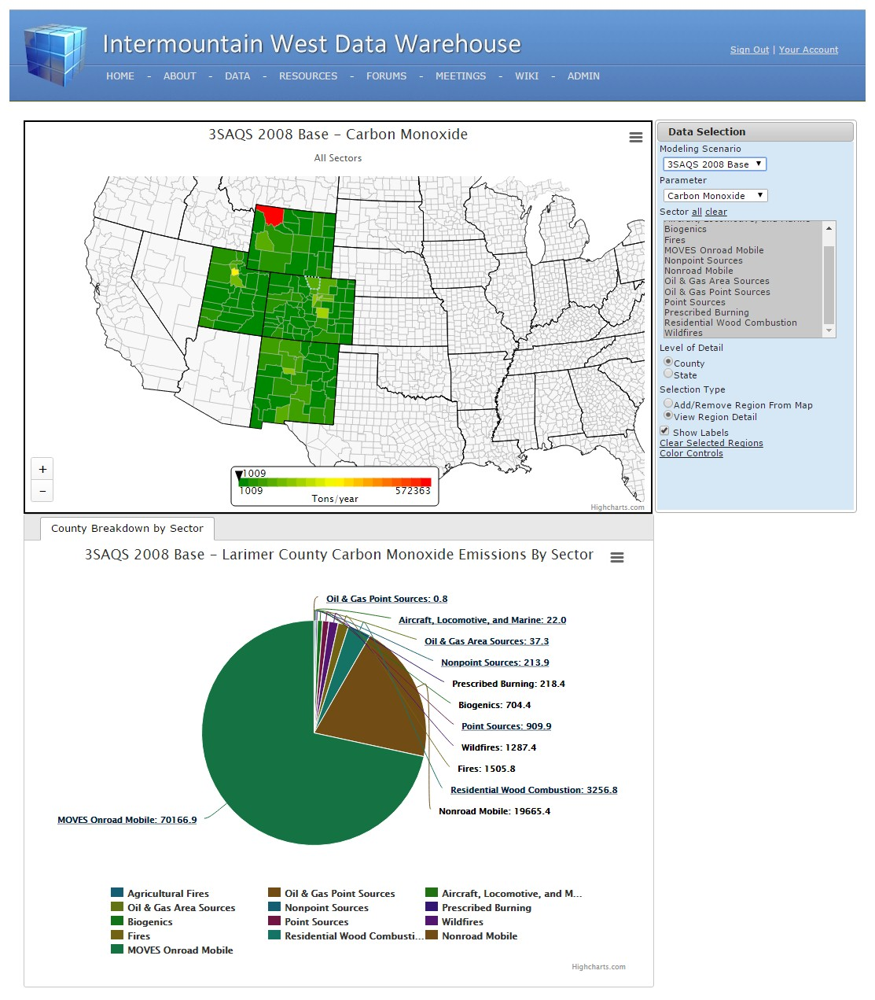 Intermountain West Data Warehouse
Sign Out | Your Account
HOME - ABOUT - DATA - RESOURCES - FORUMS - MEETINGS - WIKI - ADMIN
3SAQS 2008 Base - Carbon Monoxide
All Sectors
+
−
1009
1009
572363
Tons/year
Highcharts.com
Data Selection
Modeling Scenario
3SAQS 2008 Base
Parameter
Carbon Monoxide
Sector all clear
Biogenics
Fires
MOVES Onroad Mobile
Nonpoint Sources
Nonroad Mobile
Oil & Gas Area Sources
Oil & Gas Point Sources
Point Sources
Prescribed Burning
Residential Wood Combustion
Wildfires
Level of Detail
County
State
Selection Type
Add/Remove Region From Map
View Region Detail
Show Labels
Clear Selected Regions
Color Controls
County Breakdown by Sector
3SAQS 2008 Base - Larimer County Carbon Monoxide Emissions By Sector
Oil & Gas Point Sources: 0.8
Aircraft, Locomotive, and Marine: 22.0
Oil & Gas Area Sources: 37.3
Nonpoint Sources: 213.9
Prescribed Burning: 218.4
Biogenics: 704.4
Point Sources: 909.9
Wildfires: 1287.4
Fires: 1505.8
Residential Wood Combustion: 3256.8
Nonroad Mobile: 19665.4
MOVES Onroad Mobile: 70166.9
Agricultural Fires
Oil & Gas Point Sources
Aircraft, Locomotive, and M...
Oil & Gas Area Sources
Nonpoint Sources
Prescribed Burning
Biogenics
Point Sources
Wildfires
Fires
Residential Wood Combusti...
Nonroad Mobile
MOVES Onroad Mobile
Highcharts.com